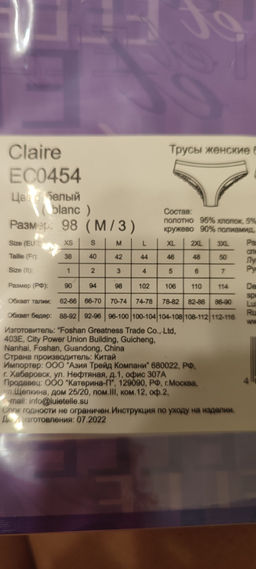 Claire
Трусы женские
EC0454
Цвет: белый
( blanc )
Размер: 98 ( M / 3 )
Состав:
полотно 95% хлопок, 5%
кружево 90% полиамид,
Size (EU): XS S M L XL 2XL 3XL
Taille (Fr): 38 40 42 44 46 48 50
Size (It): 1 2 3 4 5 6 7
Размер (РФ): 90 94 98 102 106 110 114
Обхват талии: 62-66 66-70 70-74 74-78 78-82 82-86 86-90
Обхват бедер: 88-92 92-96 96-100 100-104 104-108 108-112 112-116
Изготовитель: "Foshan Greatness Trade Co., Ltd,
403E, City Power Union Building, Guicheng,
Nanhai, Foshan, Guandong, China
Страна производитель: Китай
Импортер: ООО "Азия Трейд Компани" 680022, РФ,
г. Хабаровск, ул. Нефтяная, д.1, офис 307А
Продавец: ООО "Катерина-П", 129090, РФ, г.Москва,
ул.Щепкина, дом 25/20, пом.III, ком.12, оф.2,
e-mail: info@luietelle.su
Срок годности не ограничен.Инструкция по уходу на изделии.
Дата изготовления: 07.2022